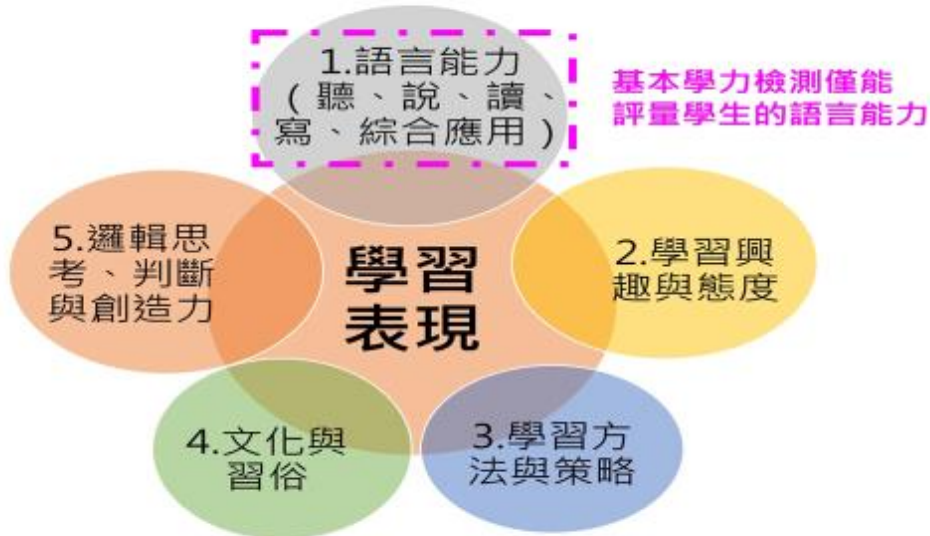 1.語言能力
(聽、說、讀、
寫、綜合應用)
基本學力檢測僅能
評量學生的語言能力
5.邏輯思
考、判斷
與創造力
學習
表現
2.學習興
趣與態度
4.文化與
習俗
3.學習方
法與策略